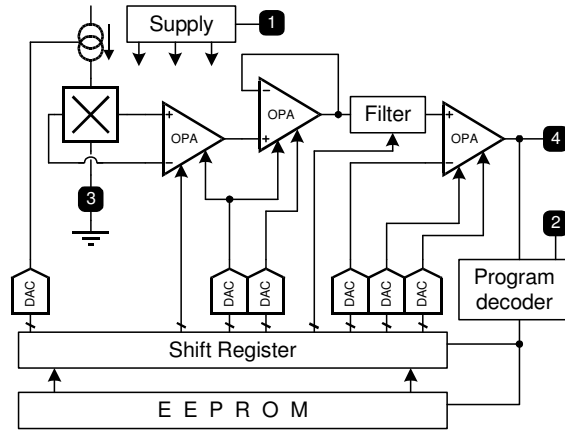 Supply
1
OPA
OPA
Filter
OPA
4
3
2
DAC
DAC
DAC
DAC
DAC
DAC
Program
decoder
Shift Register
E E P R O M